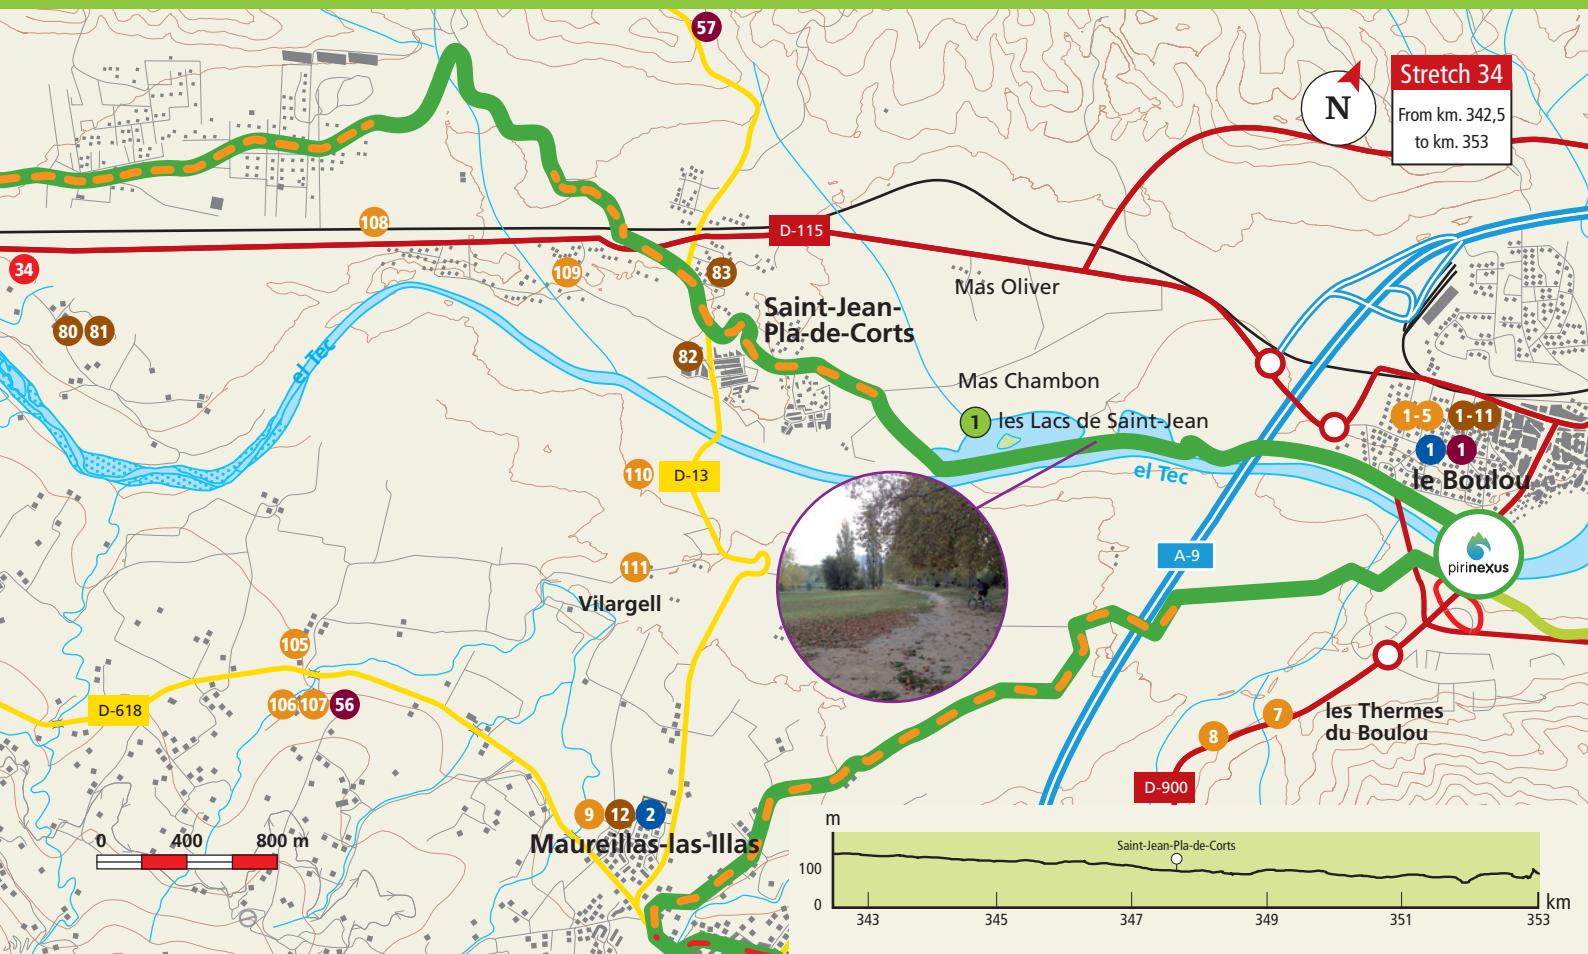 57
Stretch 34
From km. 342,5
to km. 353
N
108
D-115
34
109
83
Mas Oliver
80 81
Saint-Jean-
Pla-de-Corts
el Tec
82
Mas Chambon
1 les Lacs de Saint-Jean
1-5 1-11
1 1
le Boulou
110
D-13
el Tec
A-9
pirinexus
111
Vilargell
105
106 107 56
D-618
7
8
les Thermes
du Boulou
D-900
9 12 2
Maureillas-las-Illas
0 400 800 m
m
Saint-Jean-Pla-de-Corts
100
0
km
343 345 347 349 351 353